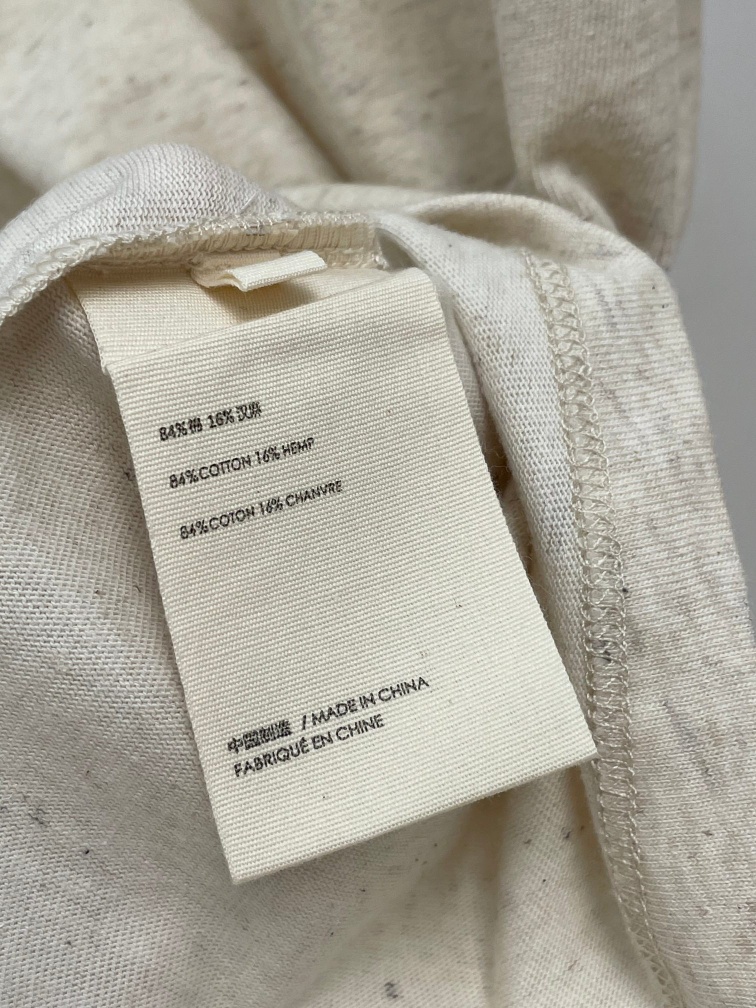 84%棉 16%汉麻
84%COTTON 16%HEMP
84%COTON 16% CHANVRE
中国制造 / MADE IN CHINA
FABRIQUÉ EN CHINE